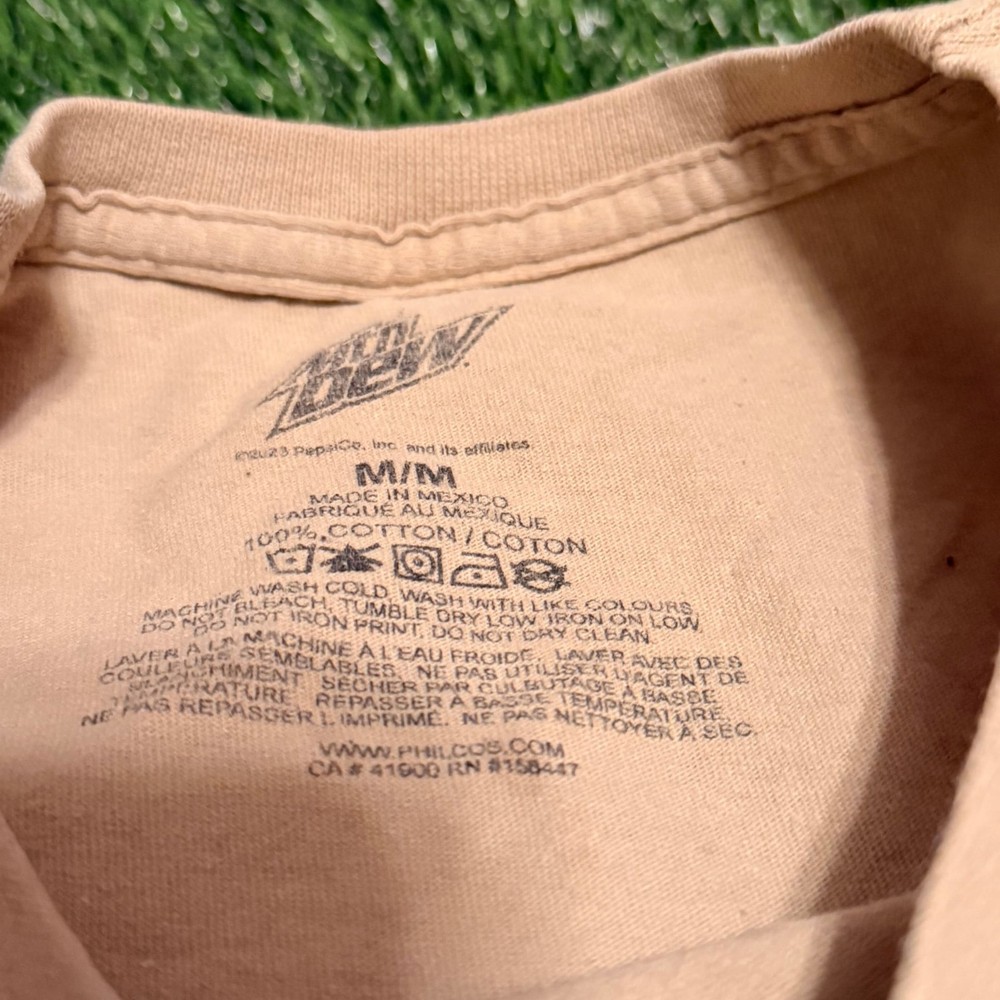 Mtn
DEW
©2023 PepsiCo, Inc. and its affiliates.
M/M
MADE IN MEXICO
FABRIQUÉ AU MEXIQUE
100% COTTON / COTON
MACHINE WASH COLD, WASH WITH LIKE COLOURS,
DO NOT BLEACH, TUMBLE DRY LOW, IRON ON LOW,
DO NOT IRON PRINT, DO NOT DRY CLEAN
LAVER À LA MACHINE À L'EAU FROIDE. LAVER AVEC DES
COULEURS SEMBLABLES. NE PAS UTILISER D'AGENT DE
BLANCHIMENT. SÉCHER PAR CULBUTAGE À BASSE
TEMPÉRATURE. REPASSER À BASSE TEMPÉRATURE.
NE PAS REPASSER L'IMPRIMÉ. NE PAS NETTOYER À SEC.
WWW.PHILCOS.COM
CA # 41900 RN #158447